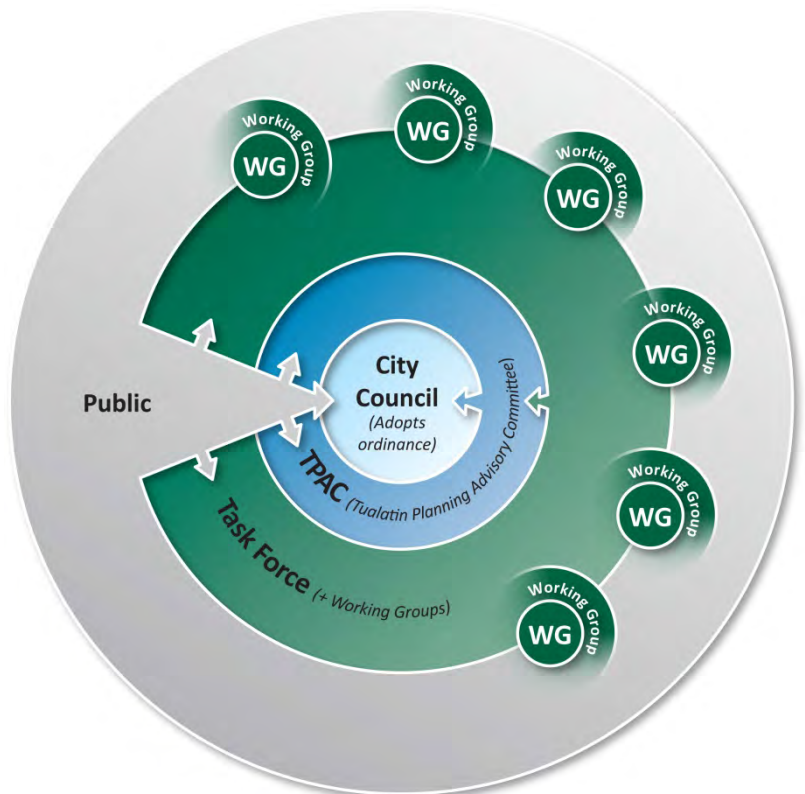 Working Group
WG
Working Group
WG
Working Group
WG
Working Group
WG
Public
City
Council
(Adopts
ordinance)
TPAC (Tualatin Planning Advisory Committee)
Task Force (+ Working Groups)
Working Group
WG
Working Group
WG